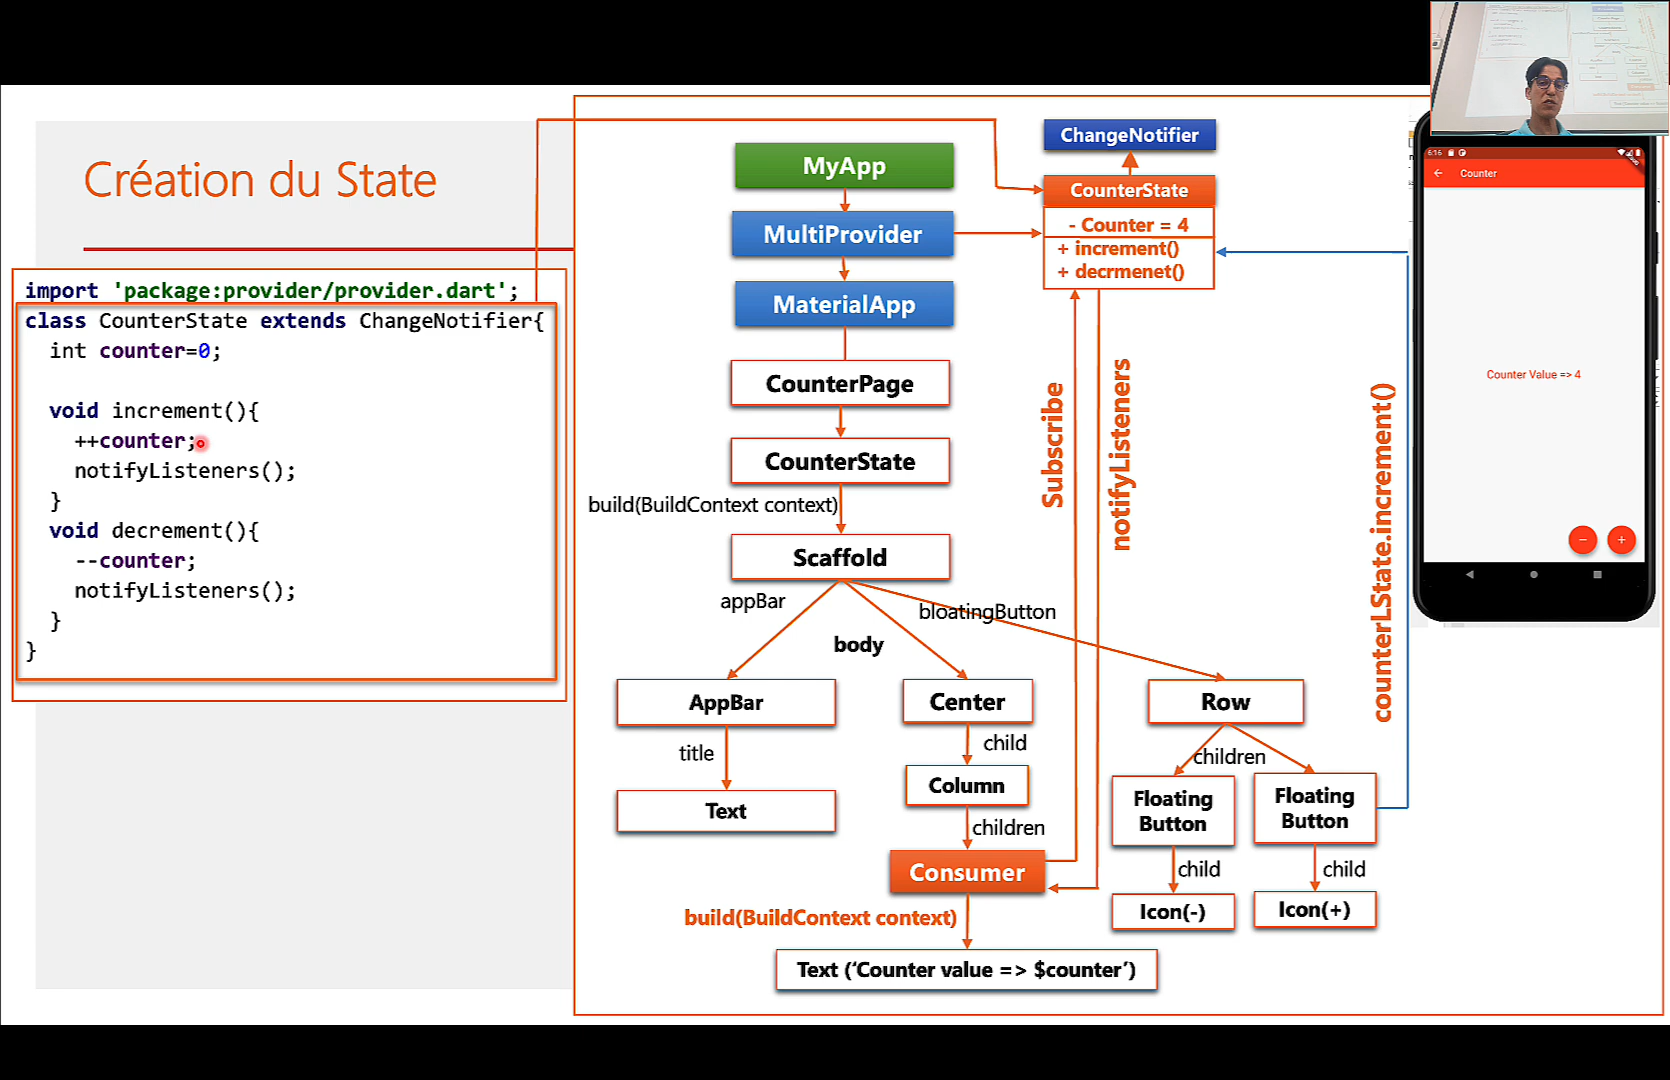 Création du State
import 'package:provider/provider.dart';
class CounterState extends ChangeNotifier{
int counter=0;
void increment(){
++counter;
notifyListeners();
}
void decrement(){
--counter;
notifyListeners();
}
}
MyApp
MultiProvider
MaterialApp
CounterPage
CounterState
build(BuildContext context)
Scaffold
appBar
body
bloatingButton
AppBar
title
Text
Center
child
Column
children
Consumer
build(BuildContext context)
Text (‘Counter value => $counter’)
Row
children
Floating
Button
Floating
Button
child
child
Icon(-)
Icon(+)
ChangeNotifier
CounterState
- Counter = 4
+ increment()
+ decrmenet()
Subscribe
notifyListeners
counterLState.increment()
6:16
Counter
Counter Value => 4